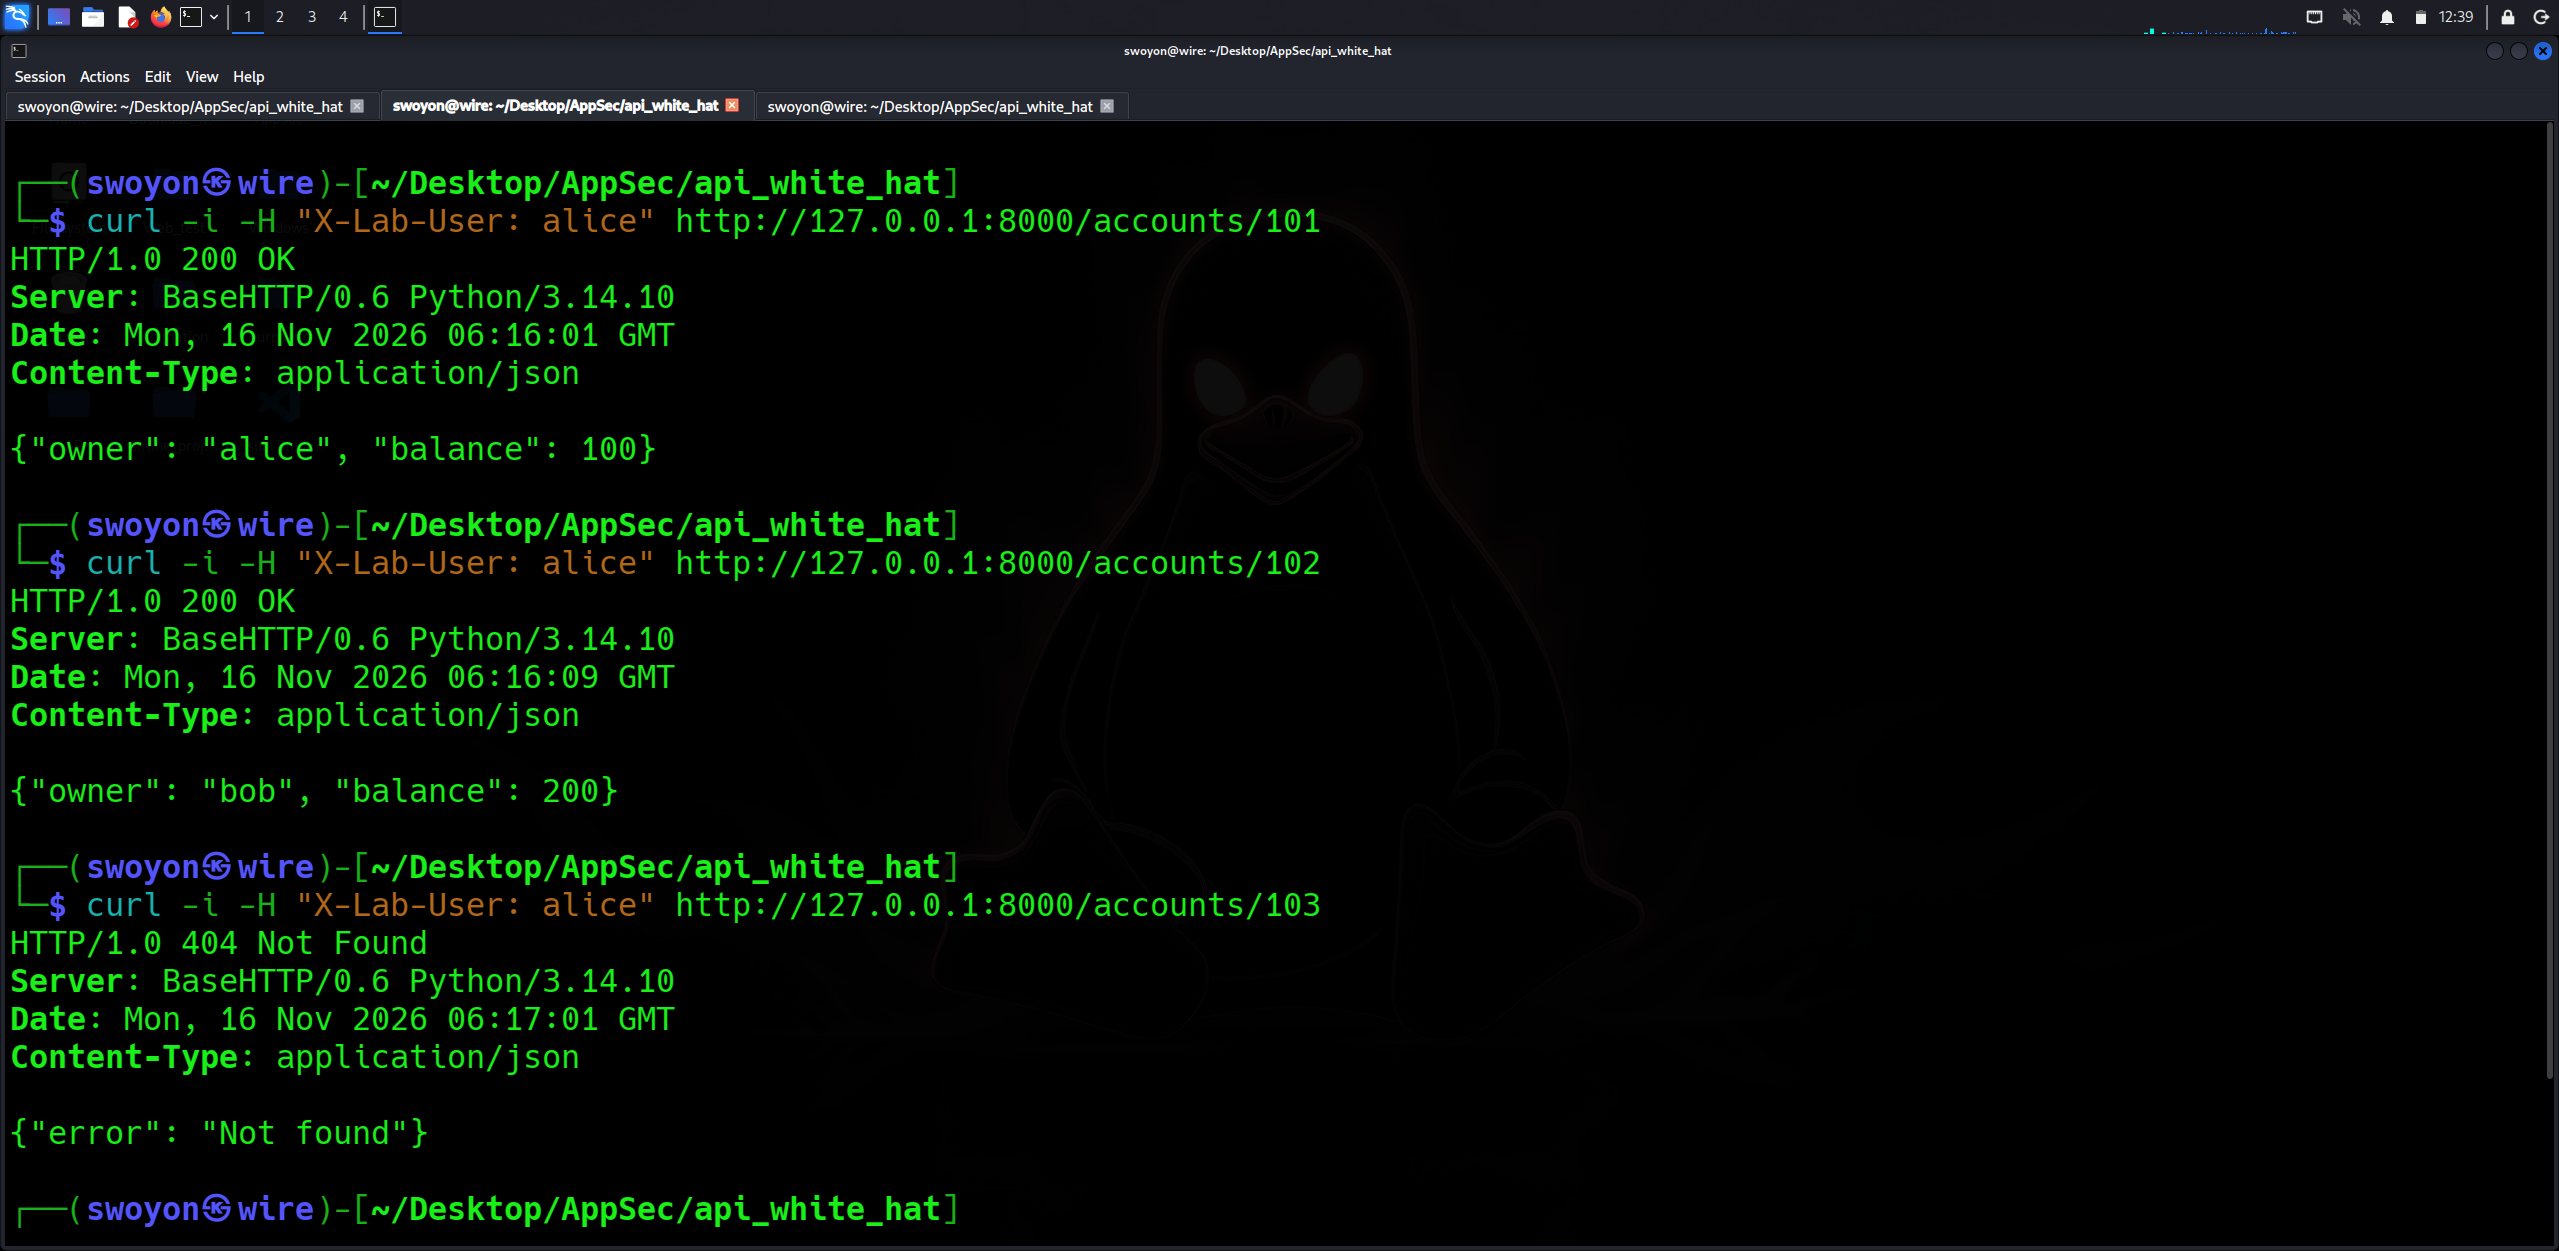 1 2 3 4 12:39
swoyon@wire: ~/Desktop/AppSec/api_white_hat
Session Actions Edit View Help
swoyon@wire: ~/Desktop/AppSec/api_white_hat swoyon@wire: ~/Desktop/AppSec/api_white_hat swoyon@wire: ~/Desktop/AppSec/api_white_hat
┌──(swoyon㉿wire)-[~/Desktop/AppSec/api_white_hat]
└─$ curl -i -H "X-Lab-User: alice" http://127.0.0.1:8000/accounts/101
HTTP/1.0 200 OK
Server: BaseHTTP/0.6 Python/3.14.10
Date: Mon, 16 Nov 2026 06:16:01 GMT
Content-Type: application/json
{"owner": "alice", "balance": 100}
┌──(swoyon㉿wire)-[~/Desktop/AppSec/api_white_hat]
└─$ curl -i -H "X-Lab-User: alice" http://127.0.0.1:8000/accounts/102
HTTP/1.0 200 OK
Server: BaseHTTP/0.6 Python/3.14.10
Date: Mon, 16 Nov 2026 06:16:09 GMT
Content-Type: application/json
{"owner": "bob", "balance": 200}
┌──(swoyon㉿wire)-[~/Desktop/AppSec/api_white_hat]
└─$ curl -i -H "X-Lab-User: alice" http://127.0.0.1:8000/accounts/103
HTTP/1.0 404 Not Found
Server: BaseHTTP/0.6 Python/3.14.10
Date: Mon, 16 Nov 2026 06:17:01 GMT
Content-Type: application/json
{"error": "Not found"}
┌──(swoyon㉿wire)-[~/Desktop/AppSec/api_white_hat]